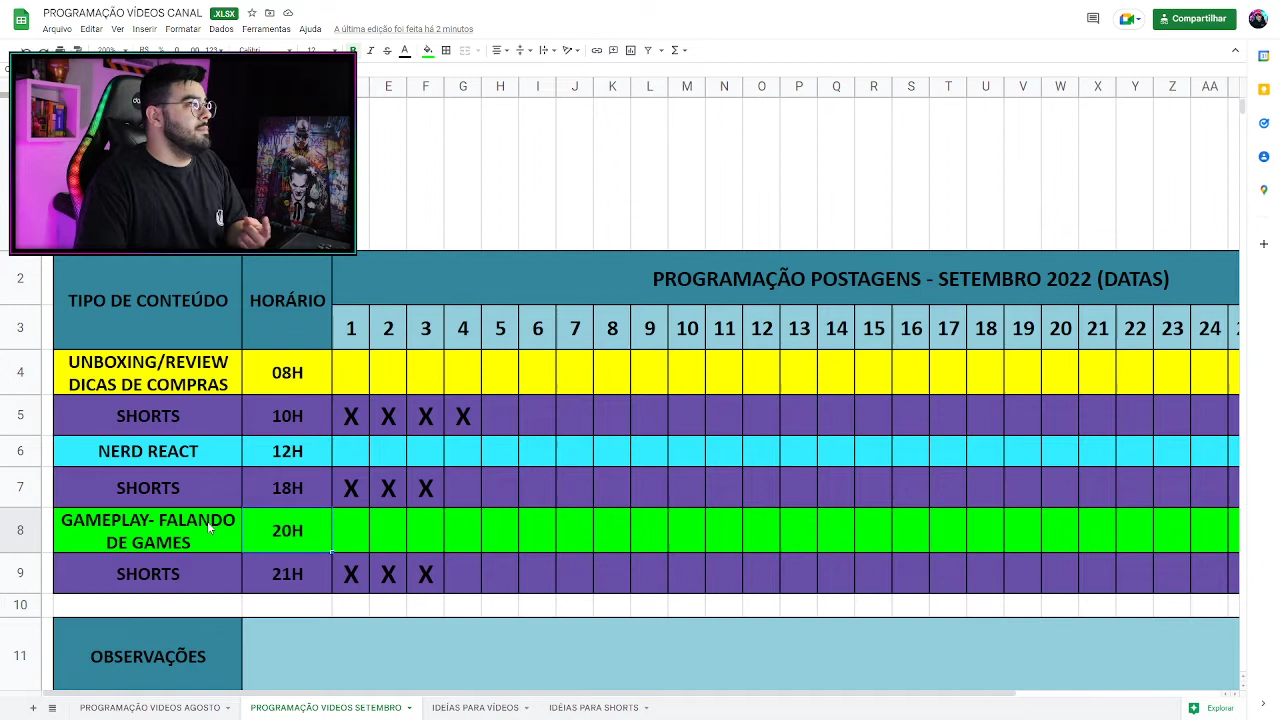 PROGRAMAÇÃO VÍDEOS CANAL .XLSX
Arquivo Editar Ver Inserir Formatar Dados Ferramentas Ajuda A última edição foi feita há 2 minutos
Compartilhar
E F G H I J K L M N O P Q R S T U V W X Y Z AA
2 TIPO DE CONTEÚDO HORÁRIO PROGRAMAÇÃO POSTAGENS - SETEMBRO 2022 (DATAS)
3 1 2 3 4 5 6 7 8 9 10 11 12 13 14 15 16 17 18 19 20 21 22 23 24
4 UNBOXING/REVIEW
DICAS DE COMPRAS 08H
5 SHORTS 10H X X X X
6 NERD REACT 12H
7 SHORTS 18H X X X
8 GAMEPLAY- FALANDO
DE GAMES 20H
9 SHORTS 21H X X X
10
11 OBSERVAÇÕES
PROGRAMAÇÃO VIDEOS AGOSTO PROGRAMAÇÃO VIDEOS SETEMBRO IDEÍAS PARA VÍDEOS IDÉIAS PARA SHORTS Explorar